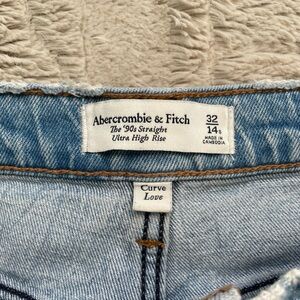 Abercrombie & Fitch
The '90s Straight
Ultra High Rise
32
14s
MADE IN
CAMBODIA
Curve
Love